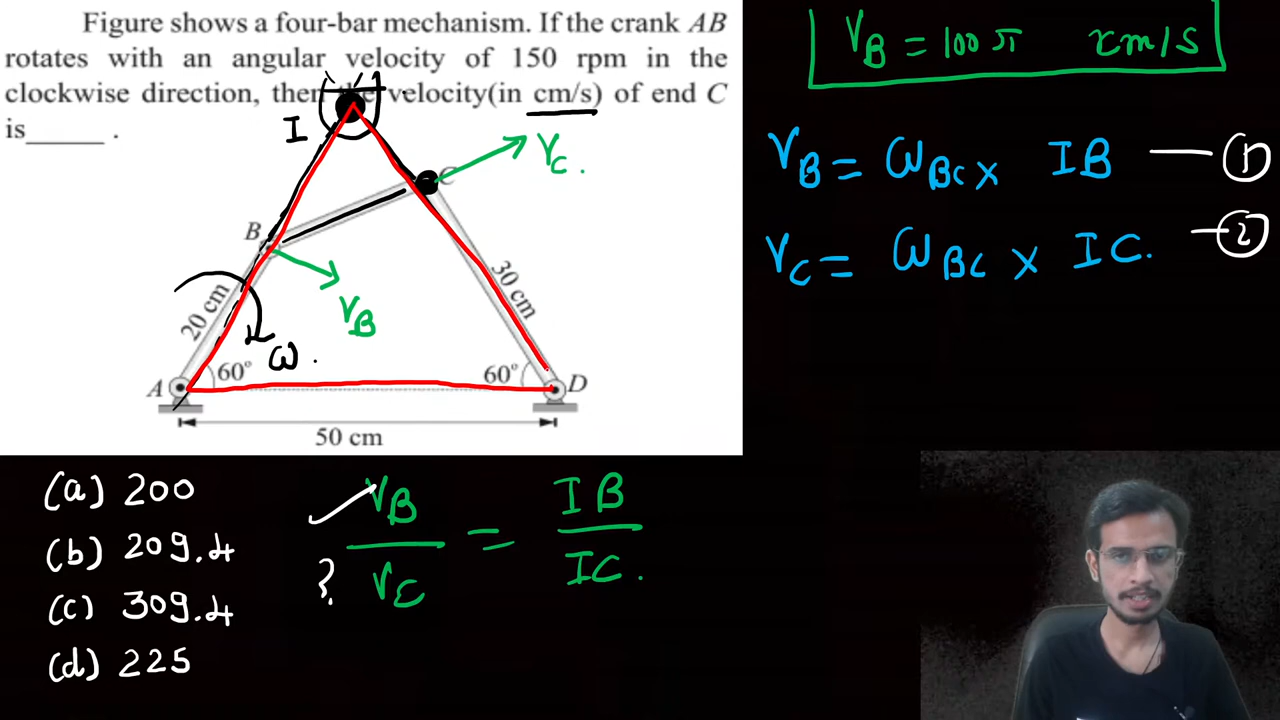 Figure shows a four-bar mechanism. If the crank AB
rotates with an angular velocity of 150 rpm in the
clockwise direction, then the velocity(in cm/s) of end C
is______ .
I
V_C .
C
B
V_B
20 cm
30 cm
ω .
A
60°
60°
D
50 cm
V_B = 100 π cm/s
V_B = ω_BC × IB — ①
V_C = ω_BC × IC. — ②
(a) 200
(b) 209.4
(c) 309.4
(d) 225
✓ V_B / V_C = IB / IC .
?